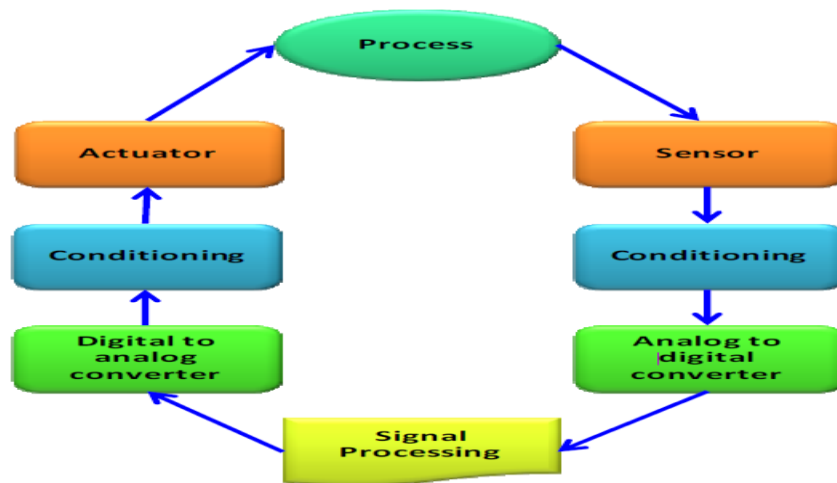 Process
Actuator
Sensor
Conditioning
Conditioning
Digital to
analog
converter
Analog to
digital
converter
Signal
Processing